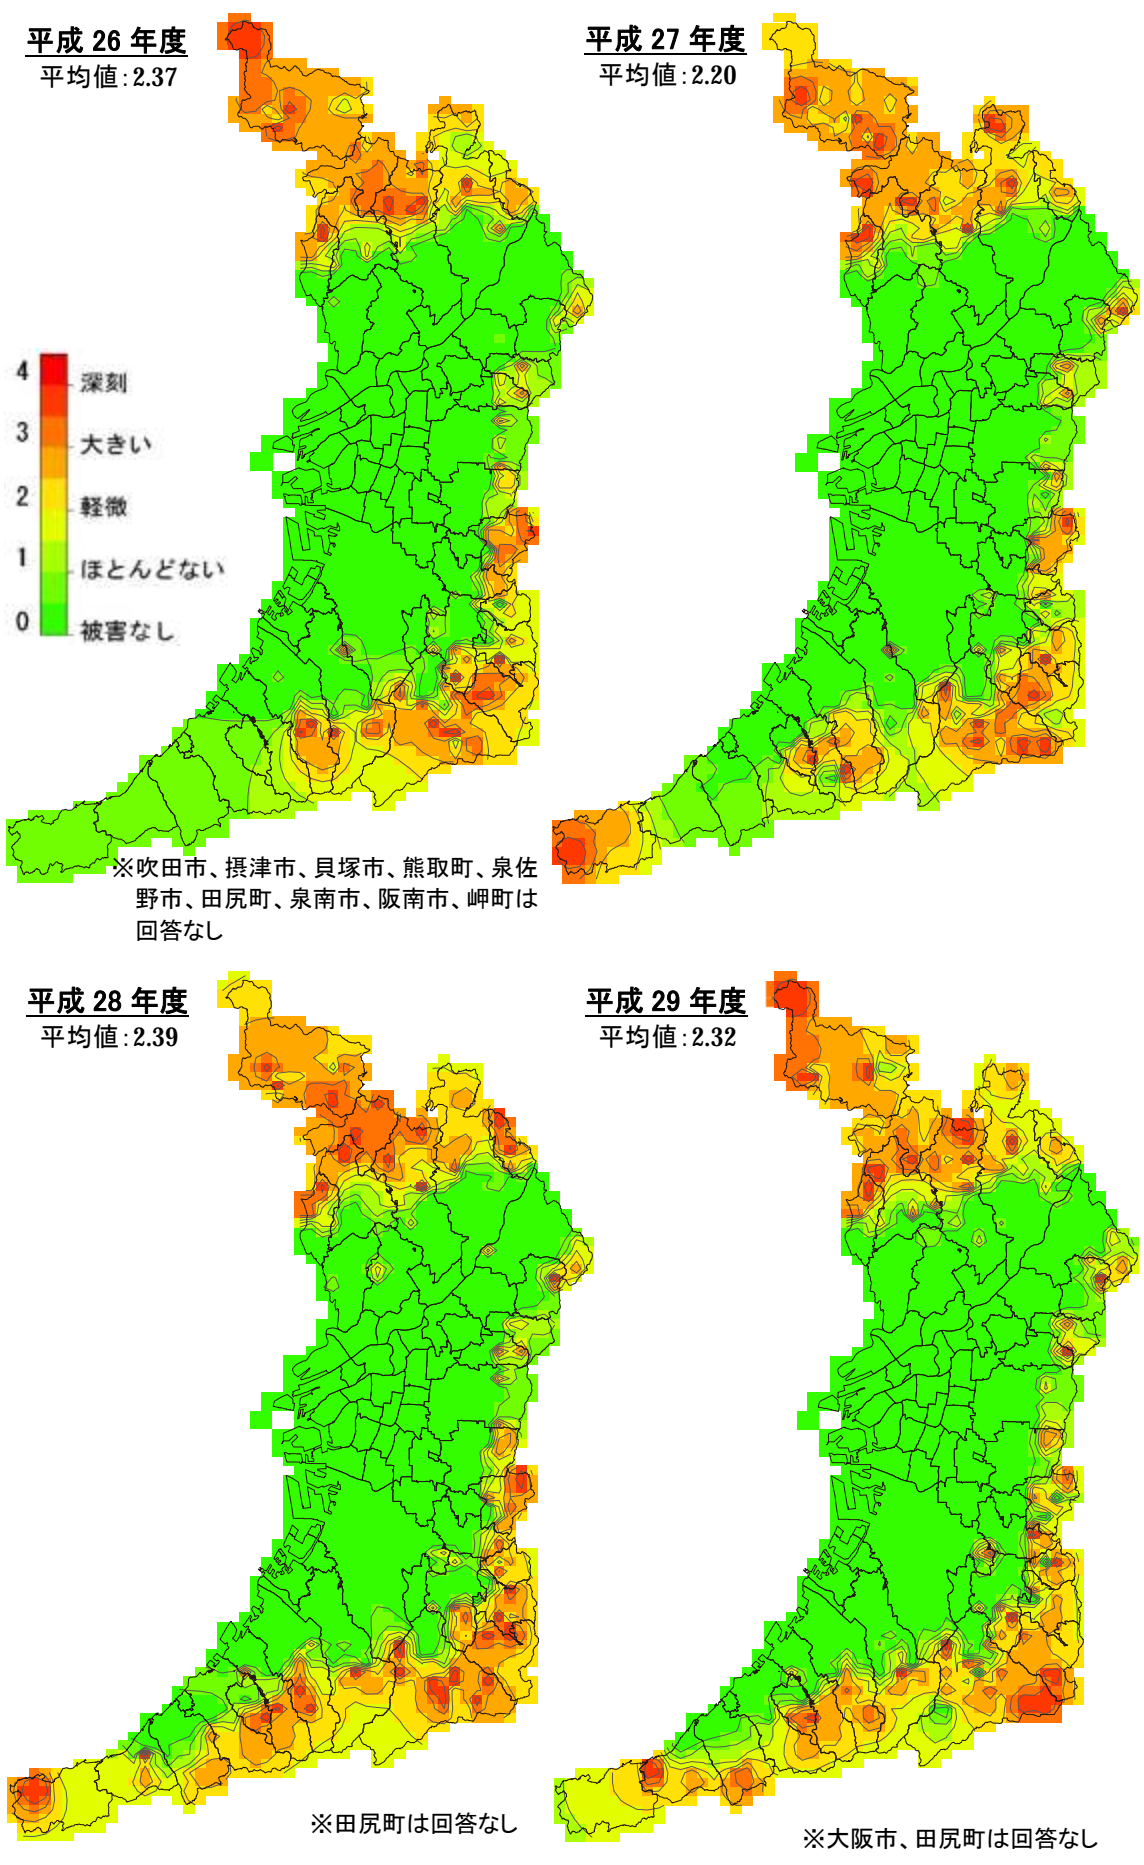 平成 26 年度
平均値:2.37
平成 27 年度
平均値:2.20
4
深刻
3
大きい
2
軽微
1
ほとんどない
0
被害なし
※吹田市、摂津市、貝塚市、熊取町、泉佐
野市、田尻町、泉南市、阪南市、岬町は
回答なし
平成 28 年度
平均値:2.39
平成 29 年度
平均値:2.32
※田尻町は回答なし
※大阪市、田尻町は回答なし